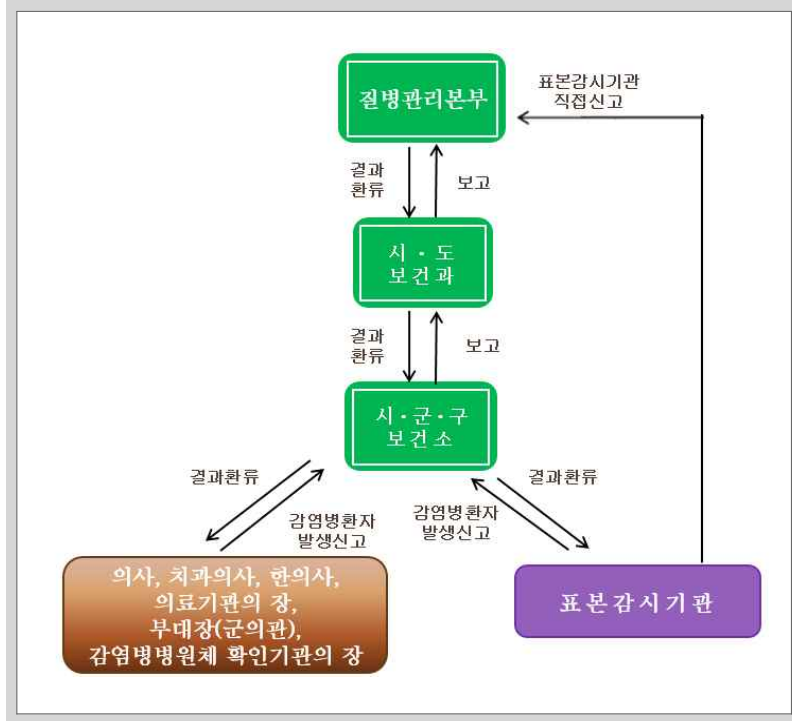 질병관리본부
표본감시기관
직접신고
결과
환류
보고
시·도
보건과
결과
환류
보고
시·군·구
보건소
결과환류
감염병환자
발생신고
감염병환자
발생신고
결과환류
의사, 치과의사, 한의사,
의료기관의 장,
부대장(군의관),
감염병병원체 확인기관의 장
표본감시기관